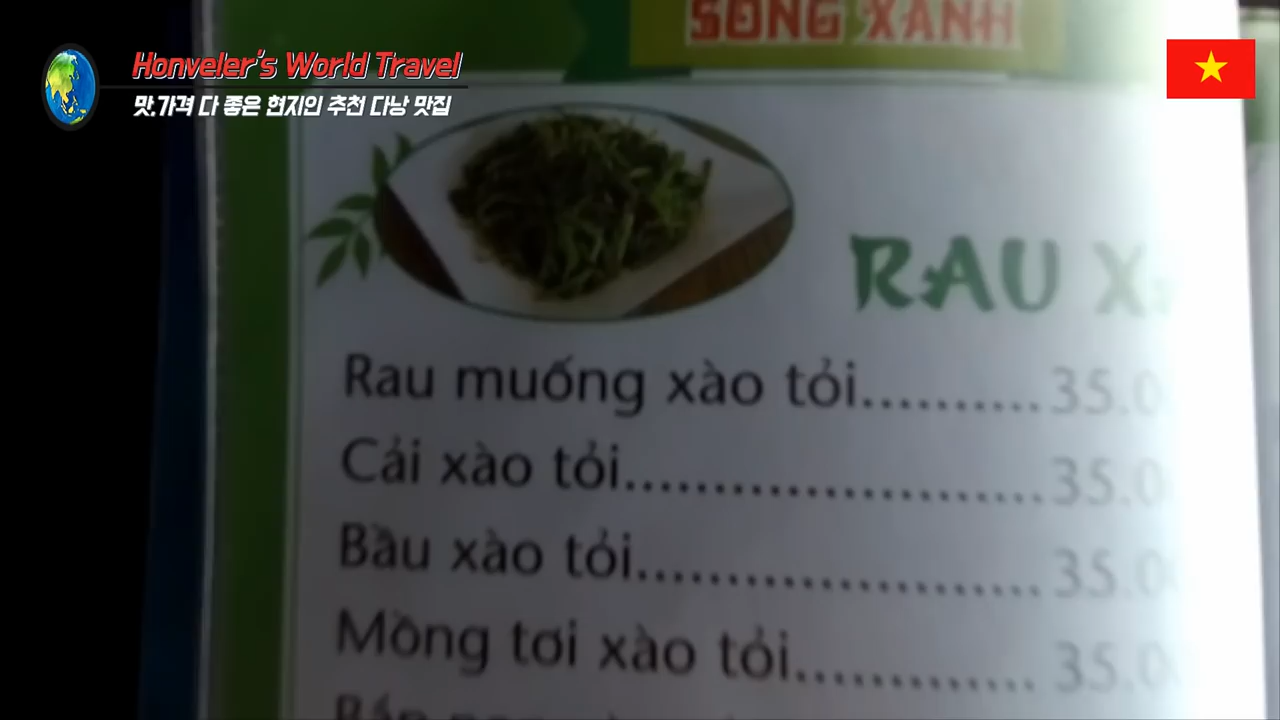 SÔNG XANH
Honveler's World Travel
맛.가격 다 좋은 현지인 추천 다낭 맛집
RAU
Rau muống xào tỏi..........35.0
Cải xào tỏi.......................35.0
Bầu xào tỏi......................35.0
Mồng tơi xào tỏi.............35.0